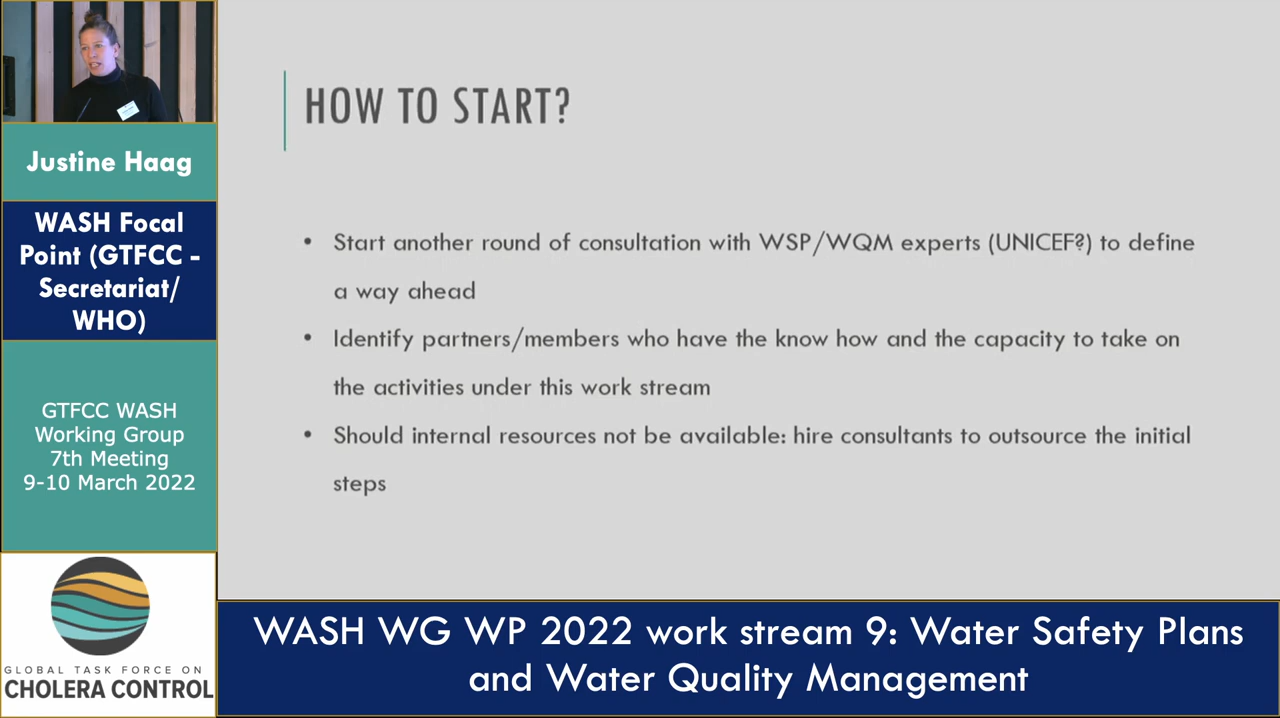 Justine Haag
WASH Focal
Point (GTFCC -
Secretariat/
WHO)
GTFCC WASH
Working Group
7th Meeting
9-10 March 2022
GLOBAL TASK FORCE ON
CHOLERA CONTROL
HOW TO START?
• Start another round of consultation with WSP/WQM experts (UNICEF?) to define
a way ahead
• Identify partners/members who have the know how and the capacity to take on
the activities under this work stream
• Should internal resources not be available: hire consultants to outsource the initial
steps
WASH WG WP 2022 work stream 9: Water Safety Plans
and Water Quality Management